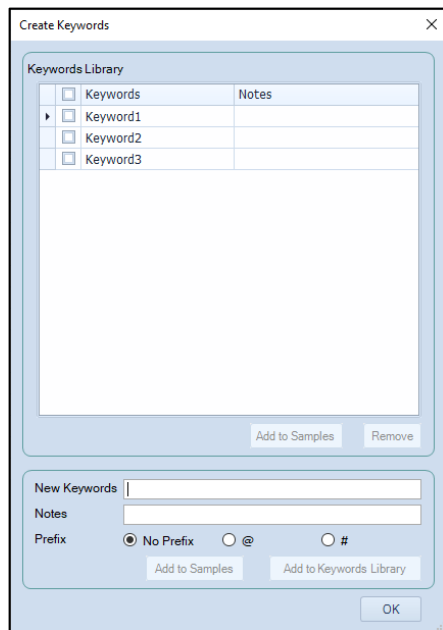 Create Keywords
Keywords Library
Keywords Notes
Keyword1
Keyword2
Keyword3
Add to Samples Remove
New Keywords
Notes
Prefix No Prefix @ #
Add to Samples Add to Keywords Library
OK